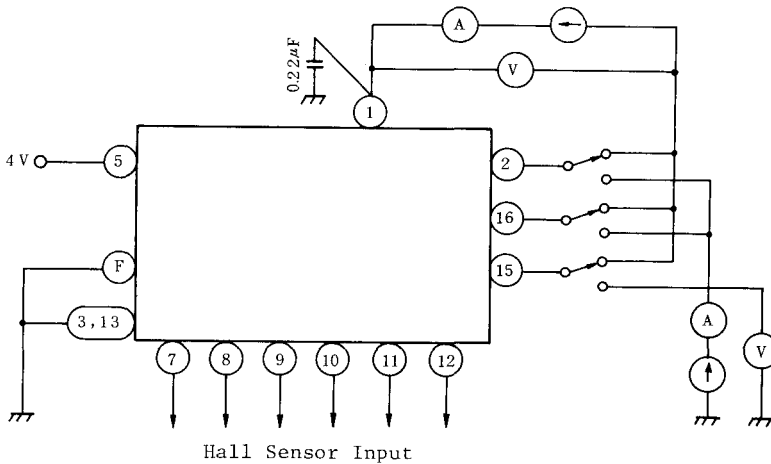 A
0.22μF
V
1
4V
5
2
16
F
15
3,13
A
V
7 8 9 10 11 12
Hall Sensor Input